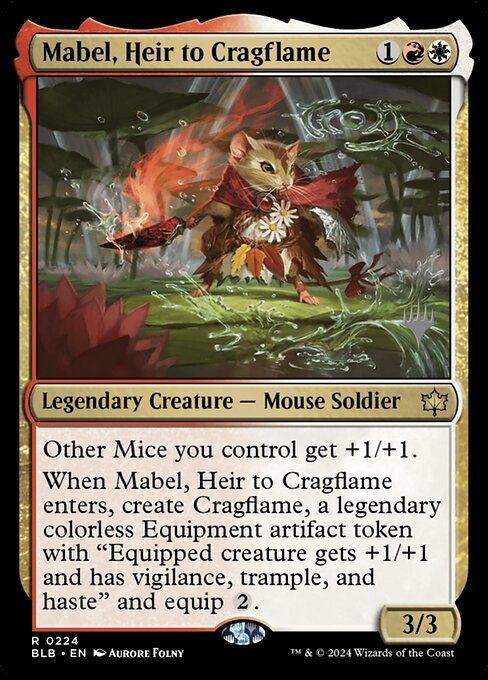 Mabel, Heir to Cragflame 1
Legendary Creature — Mouse Soldier
Other Mice you control get +1/+1.
When Mabel, Heir to Cragflame
enters, create Cragflame, a legendary
colorless Equipment artifact token
with “Equipped creature gets +1/+1
and has vigilance, trample, and
haste” and equip 2.
3/3
R 0224
BLB • EN Aurore Folny
™ & © 2024 Wizards of the Coast